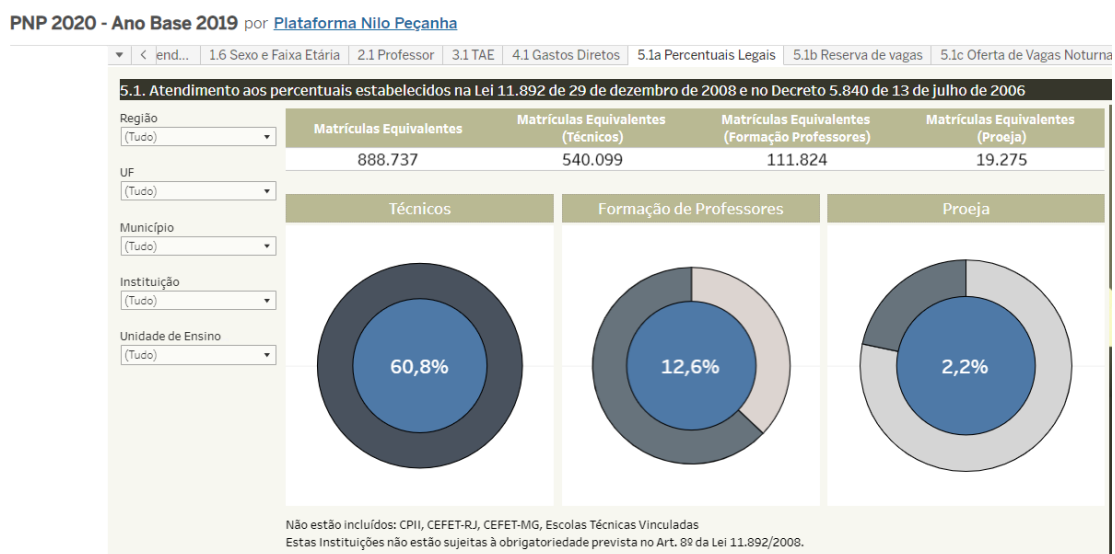 PNP 2020 - Ano Base 2019 por Plataforma Nilo Peçanha
end... 1.6 Sexo e Faixa Etária 2.1 Professor 3.1 TAE 4.1 Gastos Diretos 5.1a Percentuais Legais 5.1b Reserva de vagas 5.1c Oferta de Vagas Noturna
5.1. Atendimento aos percentuais estabelecidos na Lei 11.892 de 29 de dezembro de 2008 e no Decreto 5.840 de 13 de julho de 2006
Região
(Tudo)
UF
(Tudo)
Município
(Tudo)
Instituição
(Tudo)
Unidade de Ensino
(Tudo)
Matrículas Equivalentes
Matrículas Equivalentes
(Técnicos)
Matrículas Equivalentes
(Formação Professores)
Matrículas Equivalentes
(Proeja)
888.737 540.099 111.824 19.275
Técnicos Formação de Professores Proeja
60,8% 12,6% 2,2%
Não estão incluídos: CPII, CEFET-RJ, CEFET-MG, Escolas Técnicas Vinculadas
Estas Instituições não estão sujeitas à obrigatoriedade prevista no Art. 8º da Lei 11.892/2008.